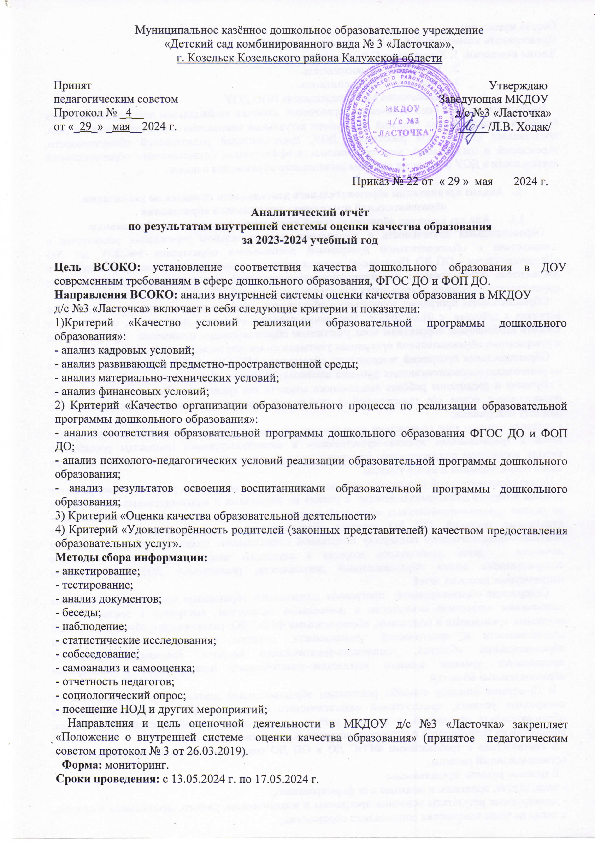 Муниципальное казённое дошкольное образовательное учреждение
«Детский сад комбинированного вида № 3 «Ласточка»»,
г. Козельск Козельского района Калужской области
Принят Утверждаю
педагогическим советом Заведующая МКДОУ
Протокол № 4 д/с №3 «Ласточка»
от « 29 » мая 2024 г. /Л.В. Ходак/
МКДОУ
д/с №3
"ЛАСТОЧКА"
Приказ № 22 от « 29 » мая 2024 г.
Аналитический отчёт
по результатам внутренней системы оценки качества образования
за 2023-2024 учебный год
Цель ВСОКО: установление соответствия качества дошкольного образования в ДОУ
современным требованиям в сфере дошкольного образования, ФГОС ДО и ФОП ДО.
Направления ВСОКО: анализ внутренней системы оценки качества образования в МКДОУ
д/с №3 «Ласточка» включает в себя следующие критерии и показатели:
1)Критерий «Качество условий реализации образовательной программы дошкольного
образования»:
- анализ кадровых условий;
- анализ развивающей предметно-пространственной среды;
- анализ материально-технических условий;
- анализ финансовых условий;
2) Критерий «Качество организации образовательного процесса по реализации образовательной
программы дошкольного образования»:
- анализ соответствия образовательной программы дошкольного образования ФГОС ДО и ФОП
ДО;
- анализ психолого-педагогических условий реализации образовательной программы дошкольного
образования;
- анализ результатов освоения воспитанниками образовательной программы дошкольного
образования;
3) Критерий «Оценка качества образовательной деятельности»
4) Критерий «Удовлетворённость родителей (законных представителей) качеством предоставления
образовательных услуг».
Методы сбора информации:
- анкетирование;
- тестирование;
- анализ документов;
- беседы;
- наблюдение;
- статистические исследования;
- собеседование;
- самоанализ и самооценка;
- отчетность педагогов;
- социологический опрос;
- посещение НОД и других мероприятий;
Направления и цель оценочной деятельности в МКДОУ д/с №3 «Ласточка» закрепляет
«Положение о внутренней системе оценки качества образования» (принятое педагогическим
советом протокол № 3 от 26.03.2019).
Форма: мониторинг.
Сроки проведения: с 13.05.2024 г. по 17.05.2024 г.